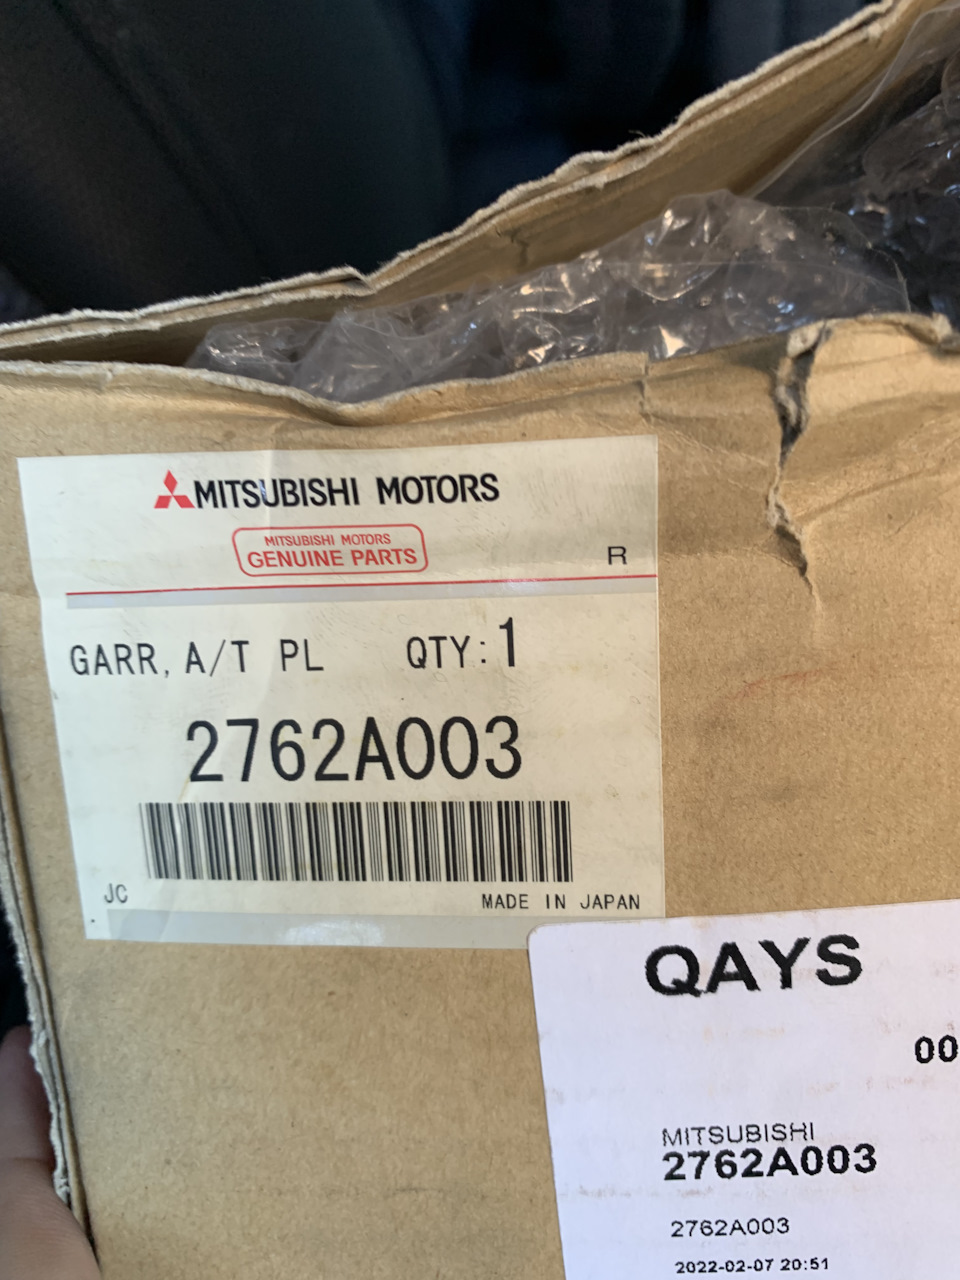 MITSUBISHI MOTORS
MITSUBISHI MOTORS
GENUINE PARTS
R
GARR, A/T PL QTY:1
2762A003
JC MADE IN JAPAN
QAYS
00
MITSUBISHI
2762A003
2762A003
2022-02-07 20:51